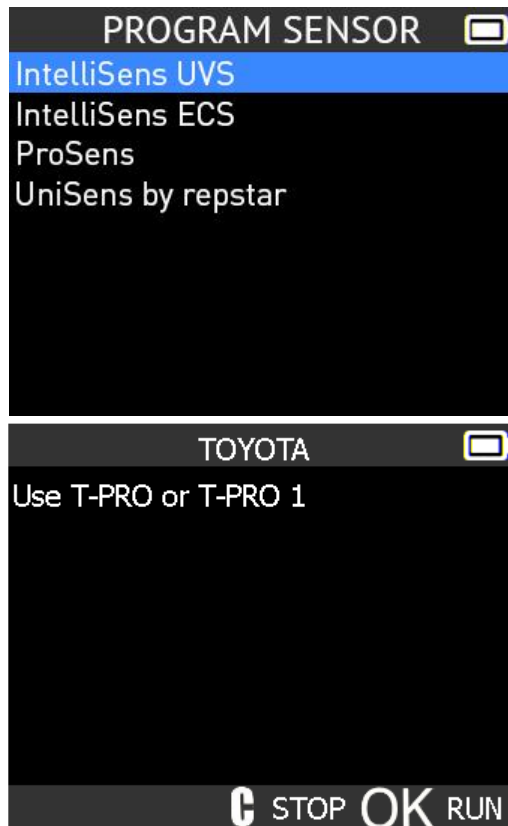 PROGRAM SENSOR
IntelliSens UVS
IntelliSens ECS
ProSens
UniSens by repstar
TOYOTA
Use T-PRO or T-PRO 1
C STOP OK RUN